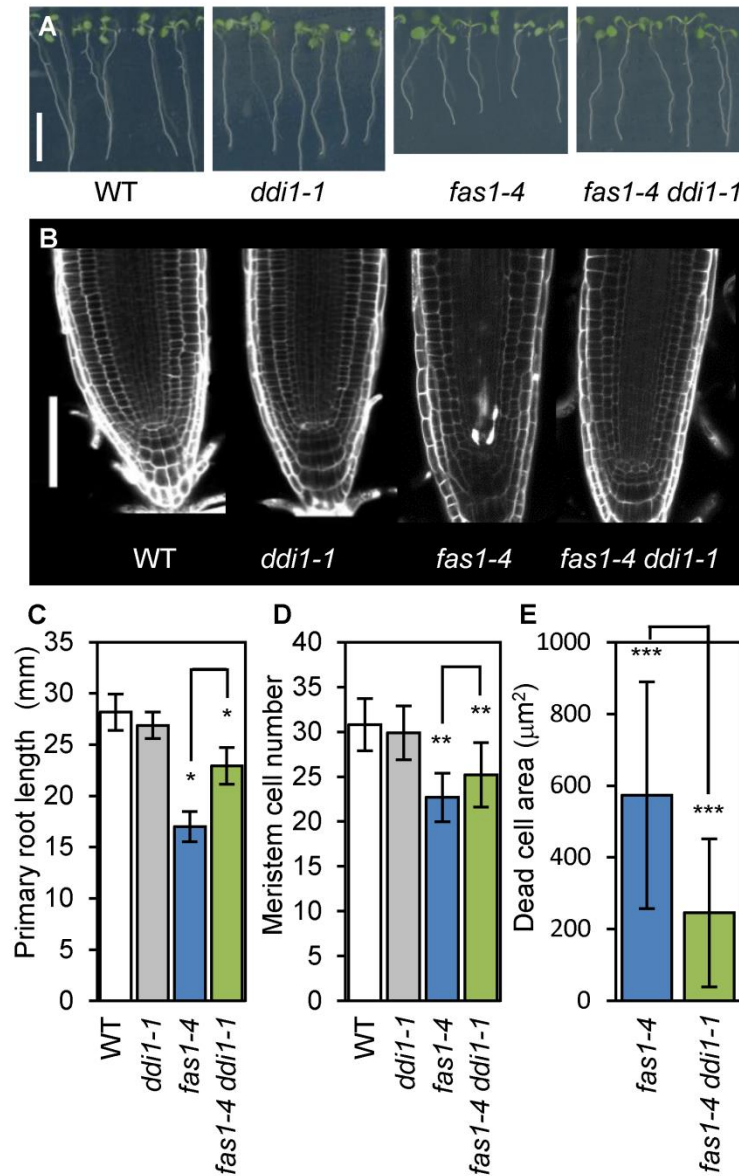 A
WT ddi1-1 fas1-4 fas1-4 ddi1-1
B
WT ddi1-1 fas1-4 fas1-4 ddi1-1
C
Primary root length (mm)
35
30
25
20
15
10
5
0
*
*
WT
ddi1-1
fas1-4
fas1-4 ddi1-1
D
Meristem cell number
40
35
30
25
20
15
10
5
0
**
**
WT
ddi1-1
fas1-4
fas1-4 ddi1-1
E
Dead cell area (μm²)
1000
800
600
400
200
0
***
***
fas1-4
fas1-4 ddi1-1